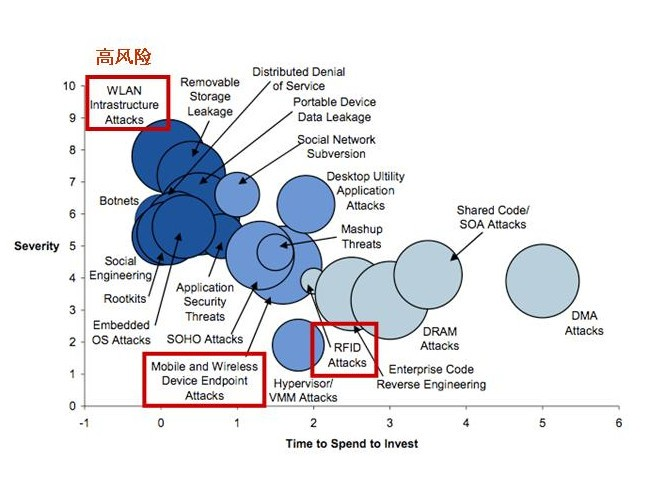 高风险
WLAN
Intrastructure
Attacks
Removable
Storage
Leakage
Distributed Denial
of Service
Portable Device
Data Leakage
Social Network
Subversion
Desktop Ultility
Application
Attacks
Mashup
Threats
Shared Code/
SOA Attacks
Botnets
Social
Engineering
Rootkits
Embedded
OS Attacks
Application
Security
Threats
SOHO Attacks
Mobile and Wireless
Device Endpoint
Attacks
Hypervisor/
VMM Attacks
RFID
Attacks
Enterprise Code
Reverse Engineering
DRAM
Attacks
DMA
Attacks
Severity
10
9
8
7
6
5
4
3
2
1
0
-1 0 1 2 3 4 5 6
Time to Spend to Invest